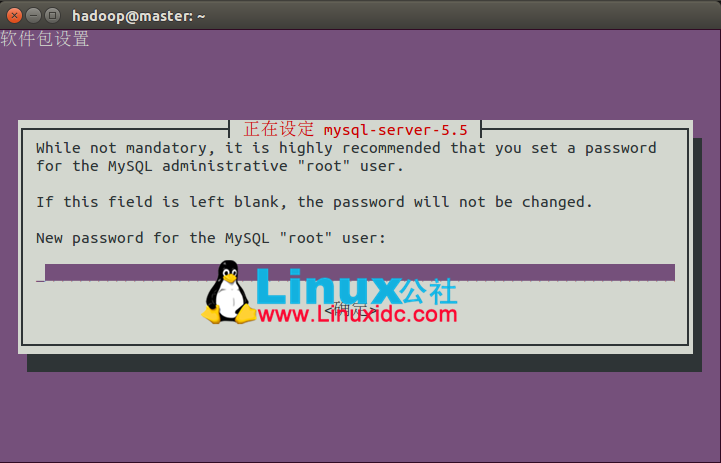 hadoop@master: ~
软件包设置
正在设定 mysql-server-5.5
While not mandatory, it is highly recommended that you set a password
for the MySQL administrative "root" user.
If this field is left blank, the password will not be changed.
New password for the MySQL "root" user:
Linux公社
<确定>
www.Linuxidc.com